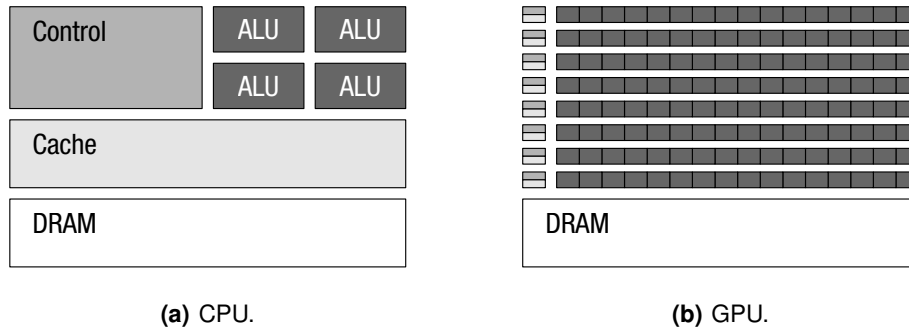 Control
ALU ALU
ALU ALU
Cache
DRAM
(a) CPU.
DRAM
(b) GPU.